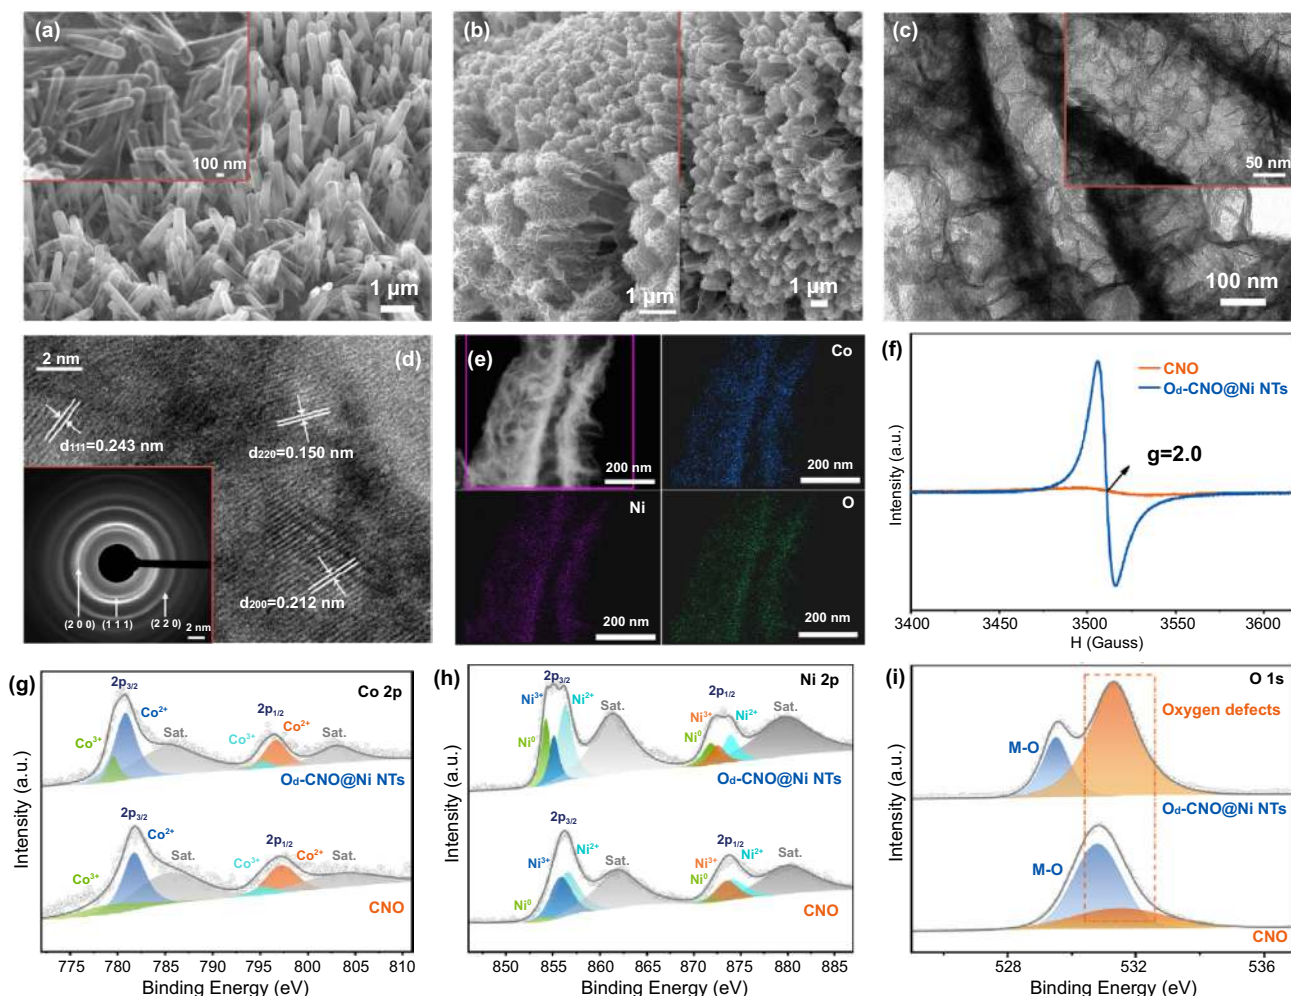 (a)
100 nm
1 µm
(b)
1 µm
1 µm
(c)
50 nm
100 nm
2 nm
(d)
d111=0.243 nm
d220=0.150 nm
d200=0.212 nm
(2 0 0)
(1 1 1)
(2 2 0)
2 nm
(e)
200 nm
Co
200 nm
Ni
200 nm
O
200 nm
(f)
CNO
Od-CNO@Ni NTs
g=2.0
Intensity (a.u.)
3400
3450
3500
3550
3600
H (Gauss)
(g)
Co 2p
2p3/2
Co2+
Co3+
Sat.
2p1/2
Co3+
Co2+
Sat.
Od-CNO@Ni NTs
2p3/2
Co2+
Co3+
Sat.
2p1/2
Co3+
Co2+
Sat.
CNO
Intensity (a.u.)
775 780 785 790 795 800 805 810
Binding Energy (eV)
(h)
Ni 2p
2p3/2
Ni3+
Ni2+
Ni0
Sat.
2p1/2
Ni3+
Ni2+
Ni0
Sat.
Od-CNO@Ni NTs
2p3/2
Ni3+
Ni2+
Ni0
Sat.
2p1/2
Ni3+
Ni2+
Ni0
Sat.
CNO
Intensity (a.u.)
850 855 860 865 870 875 880 885
Binding Energy (eV)
(i)
O 1s
Oxygen defects
M-O
Od-CNO@Ni NTs
M-O
CNO
Intensity (a.u.)
528
532
536
Binding Energy (eV)